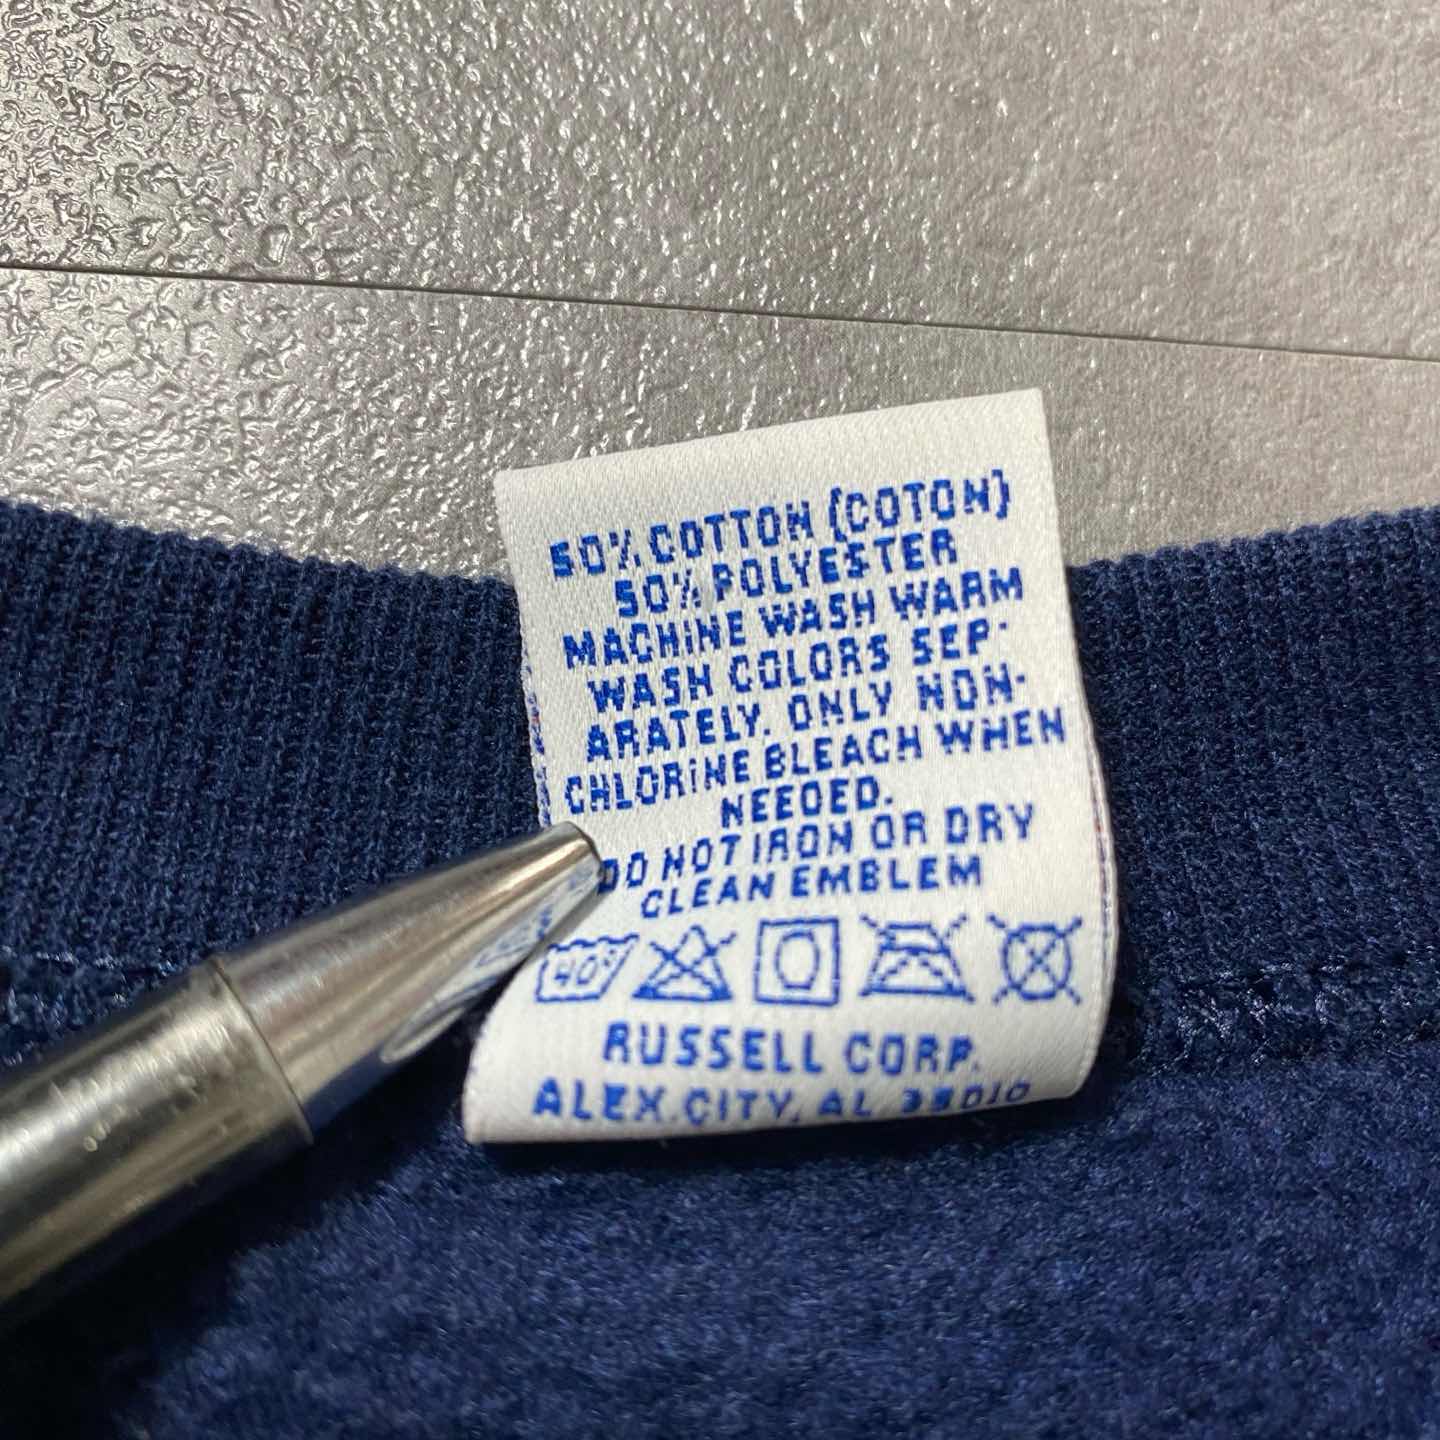 50% COTTON (COTON)
50% POLYESTER
MACHINE WASH WARM
WASH COLORS SEP-
ARATELY. ONLY NON-
CHLORINE BLEACH WHEN
NEEDED.
DO NOT IRON OR DRY
CLEAN EMBLEM
40°
RUSSELL CORP.
ALEX. CITY, AL 35010